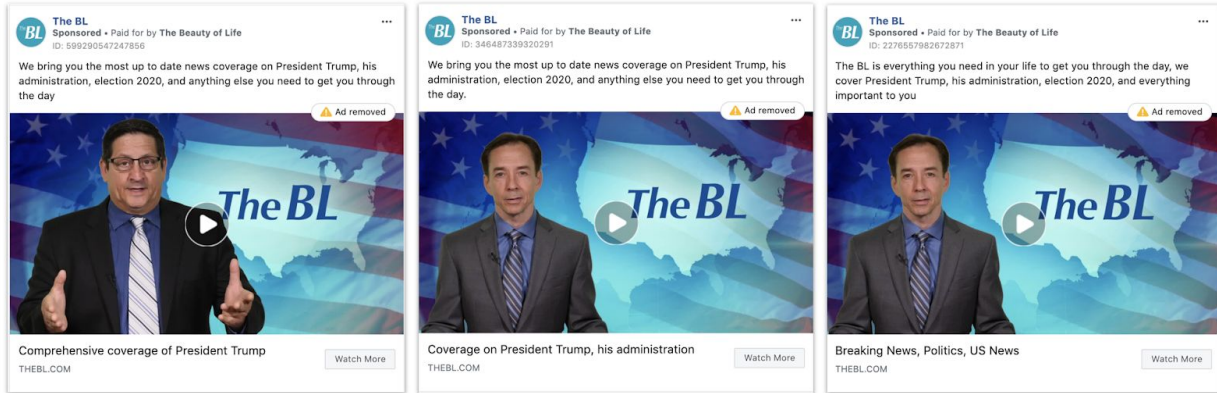 The BL
Sponsored • Paid for by The Beauty of Life
ID: 599290547247856
We bring you the most up to date news coverage on President Trump, his
administration, election 2020, and anything else you need to get you through
the day
Ad removed
The BL
Comprehensive coverage of President Trump
THEBL.COM
Watch More
The BL
Sponsored • Paid for by The Beauty of Life
ID: 346487339320291
We bring you the most up to date news coverage on President Trump, his
administration, election 2020, and anything else you need to get you through
the day.
Ad removed
The BL
Coverage on President Trump, his administration
THEBL.COM
Watch More
The BL
Sponsored • Paid for by The Beauty of Life
ID: 2276557982672871
The BL is everything you need in your life to get you through the day, we
cover President Trump, his administration, election 2020, and everything
important to you
Ad removed
The BL
Breaking News, Politics, US News
THEBL.COM
Watch More